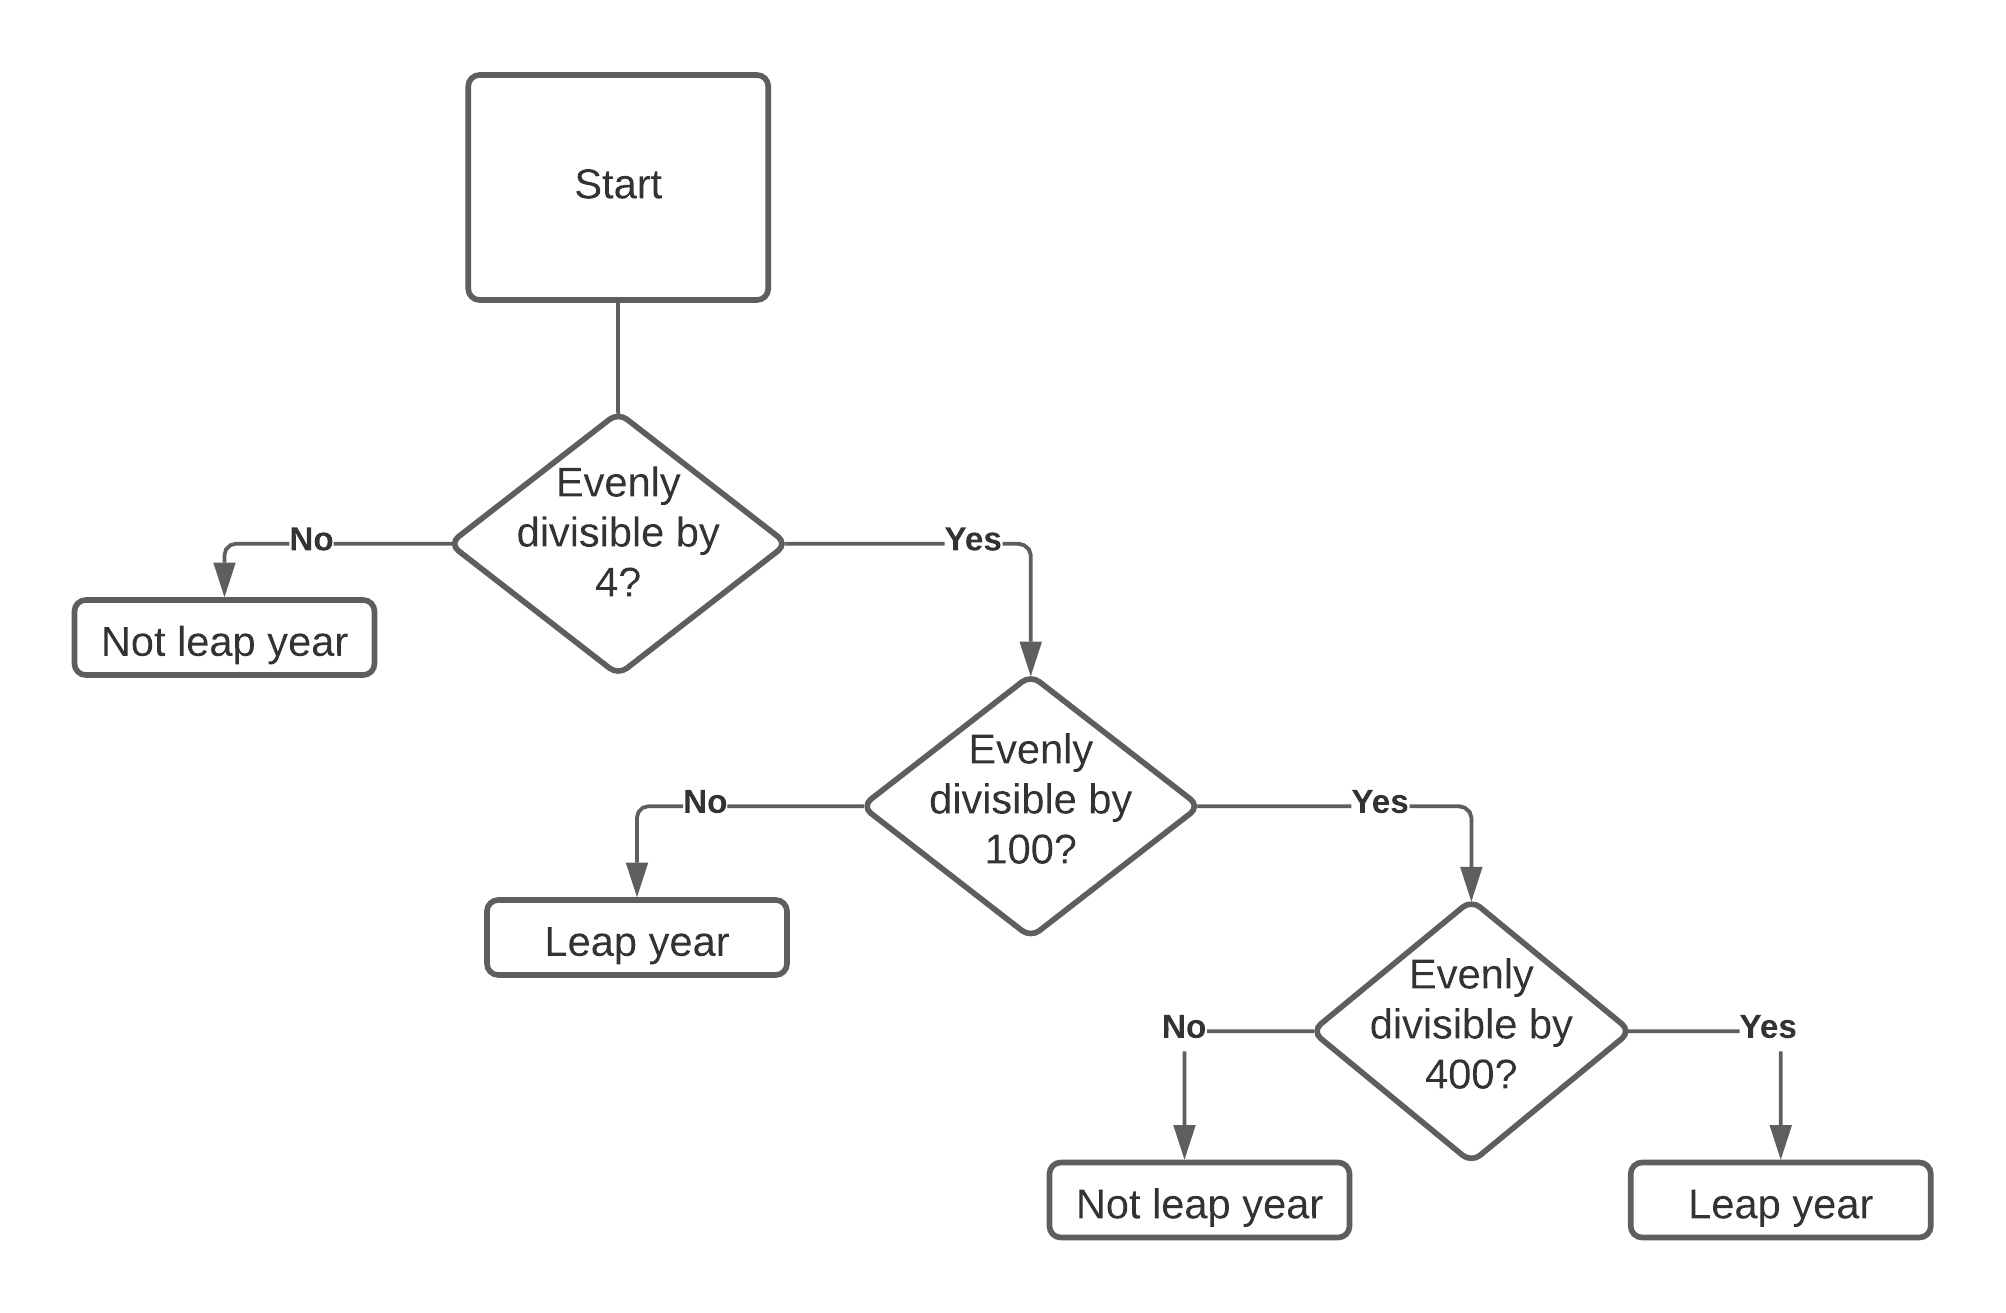 Start
Evenly
divisible by
4?
No
Yes
Not leap year
Evenly
divisible by
100?
No
Yes
Leap year
Evenly
divisible by
400?
No
Yes
Not leap year
Leap year